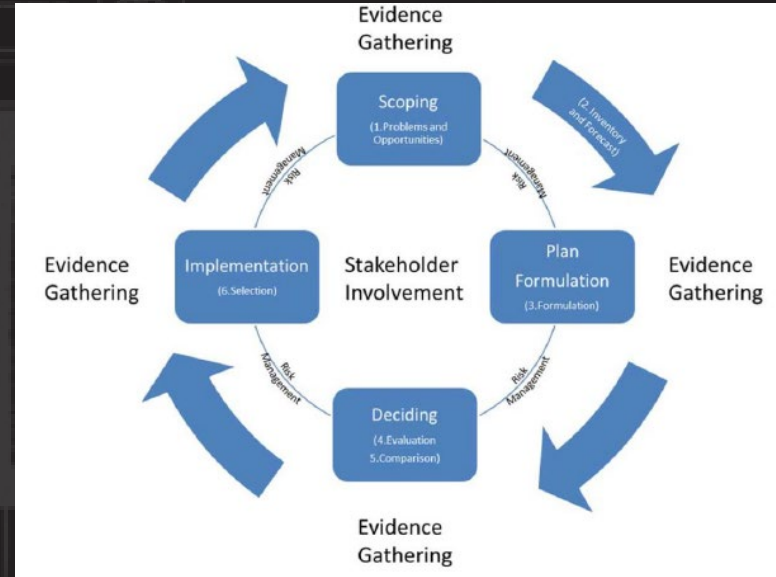 Evidence
Gathering
Scoping
(1.Problems and
Opportunities)
(2. Inventory
and Forecast)
Risk
Management
Risk
Management
Evidence
Gathering
Implementation
(6.Selection)
Stakeholder
Involvement
Plan
Formulation
(3.Formulation)
Evidence
Gathering
Risk
Management
Risk
Management
Deciding
(4.Evaluation
5.Comparison)
Evidence
Gathering